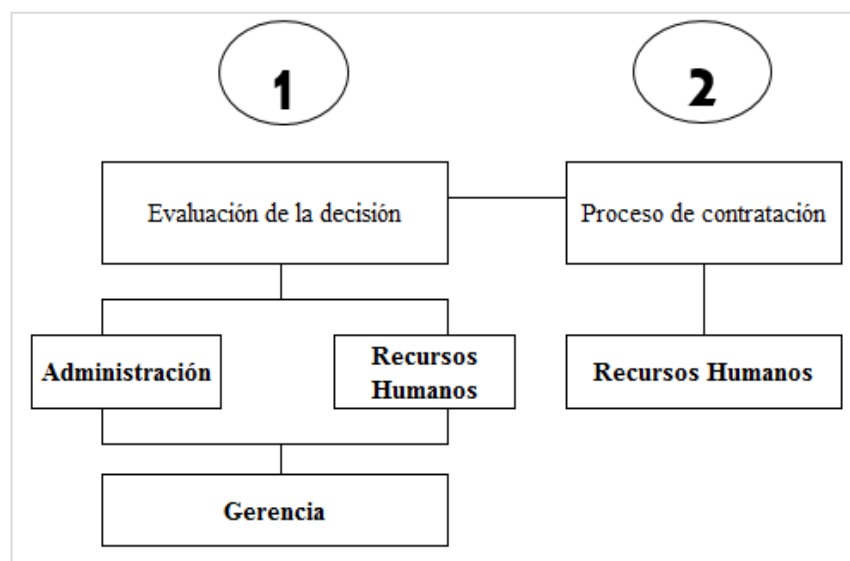 1
2
Evaluación de la decisión
Proceso de contratación
Administración
Recursos
Humanos
Recursos Humanos
Gerencia